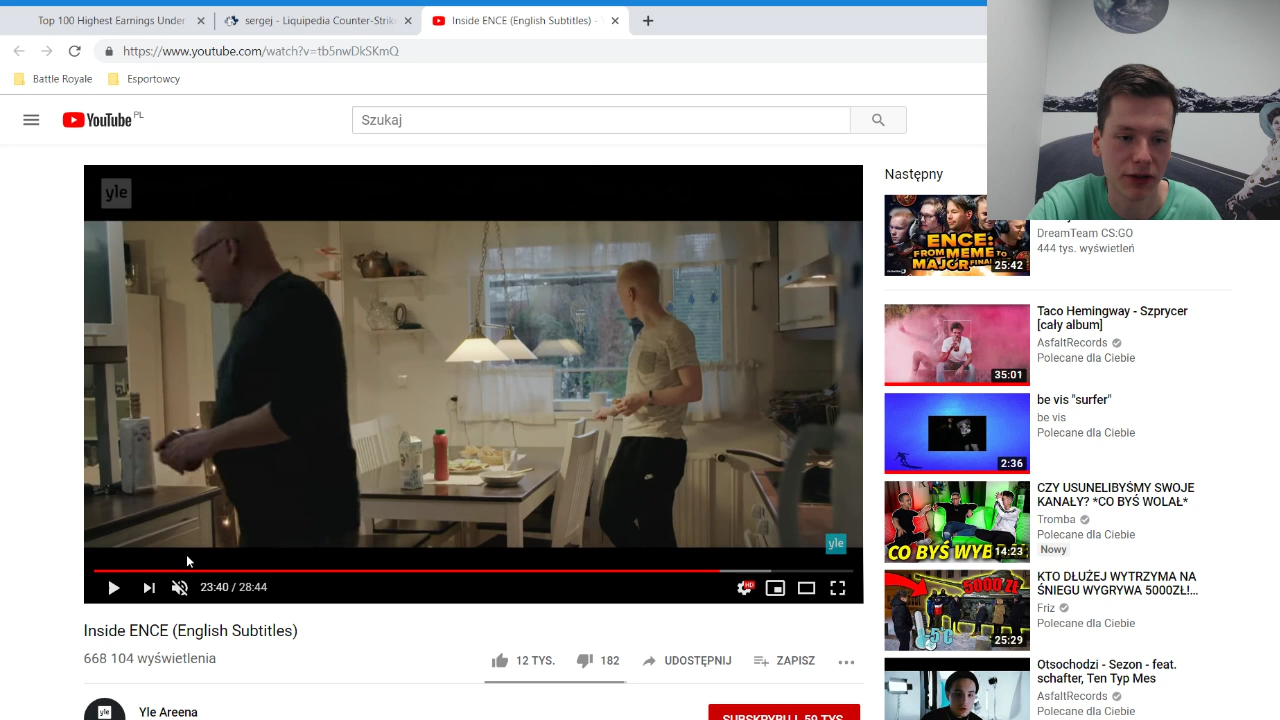 Top 100 Highest Earnings Under
sergej - Liquipedia Counter-Strik
Inside ENCE (English Subtitles) -
https://www.youtube.com/watch?v=tb5nwDkSKmQ
Battle Royale
Esportowcy
YouTube PL
Szukaj
yle
yle
23:40 / 28:44
HD
Inside ENCE (English Subtitles)
668 104 wyświetlenia
12 TYS.
182
UDOSTĘPNIJ
ZAPISZ
yle
Yle Areena
SUBSKRYBUJ 59 TYS.
Następny
ENCE:
FROM MEME TO
MAJOR FINAL
25:42
DreamTeam CS:GO
444 tys. wyświetleń
35:01
Taco Hemingway - Szprycer
[cały album]
AsfaltRecords
Polecane dla Ciebie
2:36
be vis "surfer"
be vis
Polecane dla Ciebie
CO BYŚ WYB
14:23
CZY USUNELIBYŚMY SWOJE
KANAŁY? *CO BYŚ WOLAŁ*
Tromba
Polecane dla Ciebie
Nowy
5000 ZŁ
-5°C
25:29
KTO DŁUŻEJ WYTRZYMA NA
ŚNIEGU WYGRYWA 5000ZŁ!...
Friz
Polecane dla Ciebie
Otsochodzi - Sezon - feat.
schafter, Ten Typ Mes
AsfaltRecords
Polecane dla Ciebie